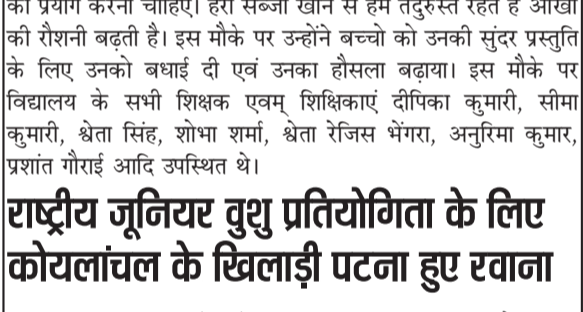 का प्रयोग करना चाहिए। हरी सब्जी खाने से हम तंदुरुस्त रहते है आंखों
की रौशनी बढ़ती है। इस मौके पर उन्होंने बच्चो को उनकी सुंदर प्रस्तुति
के लिए उनको बधाई दी एवं उनका हौसला बढ़ाया। इस मौके पर
विद्यालय के सभी शिक्षक एवम् शिक्षिकाएं दीपिका कुमारी, सीमा
कुमारी, श्वेता सिंह, शोभा शर्मा, श्वेता रेजिस भेंगरा, अनुरिमा कुमार,
प्रशांत गौराई आदि उपस्थित थे।
राष्ट्रीय जूनियर वुशु प्रतियोगिता के लिए
कोयलांचल के खिलाड़ी पटना हुए रवाना